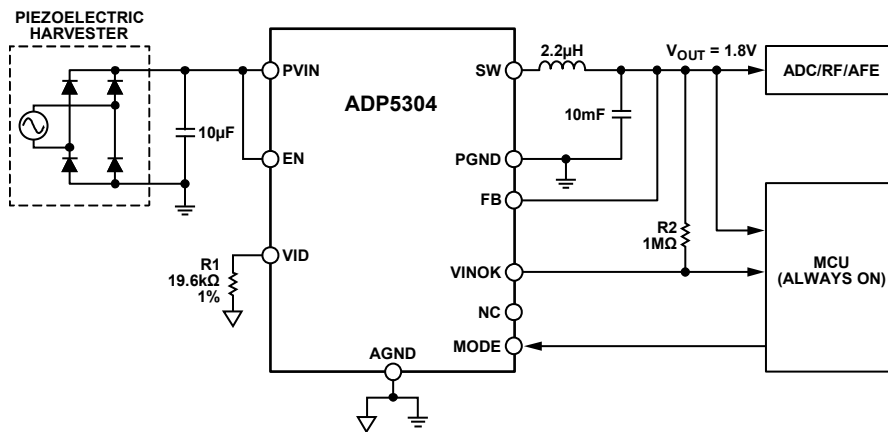 PIEZOELECTRIC
HARVESTER
PVIN
EN
10µF
VID
R1
19.6kΩ
1%
AGND
ADP5304
SW
PGND
FB
VINOK
NC
MODE
2.2µH
10mF
VOUT = 1.8V
R2
1MΩ
ADC/RF/AFE
MCU
(ALWAYS ON)